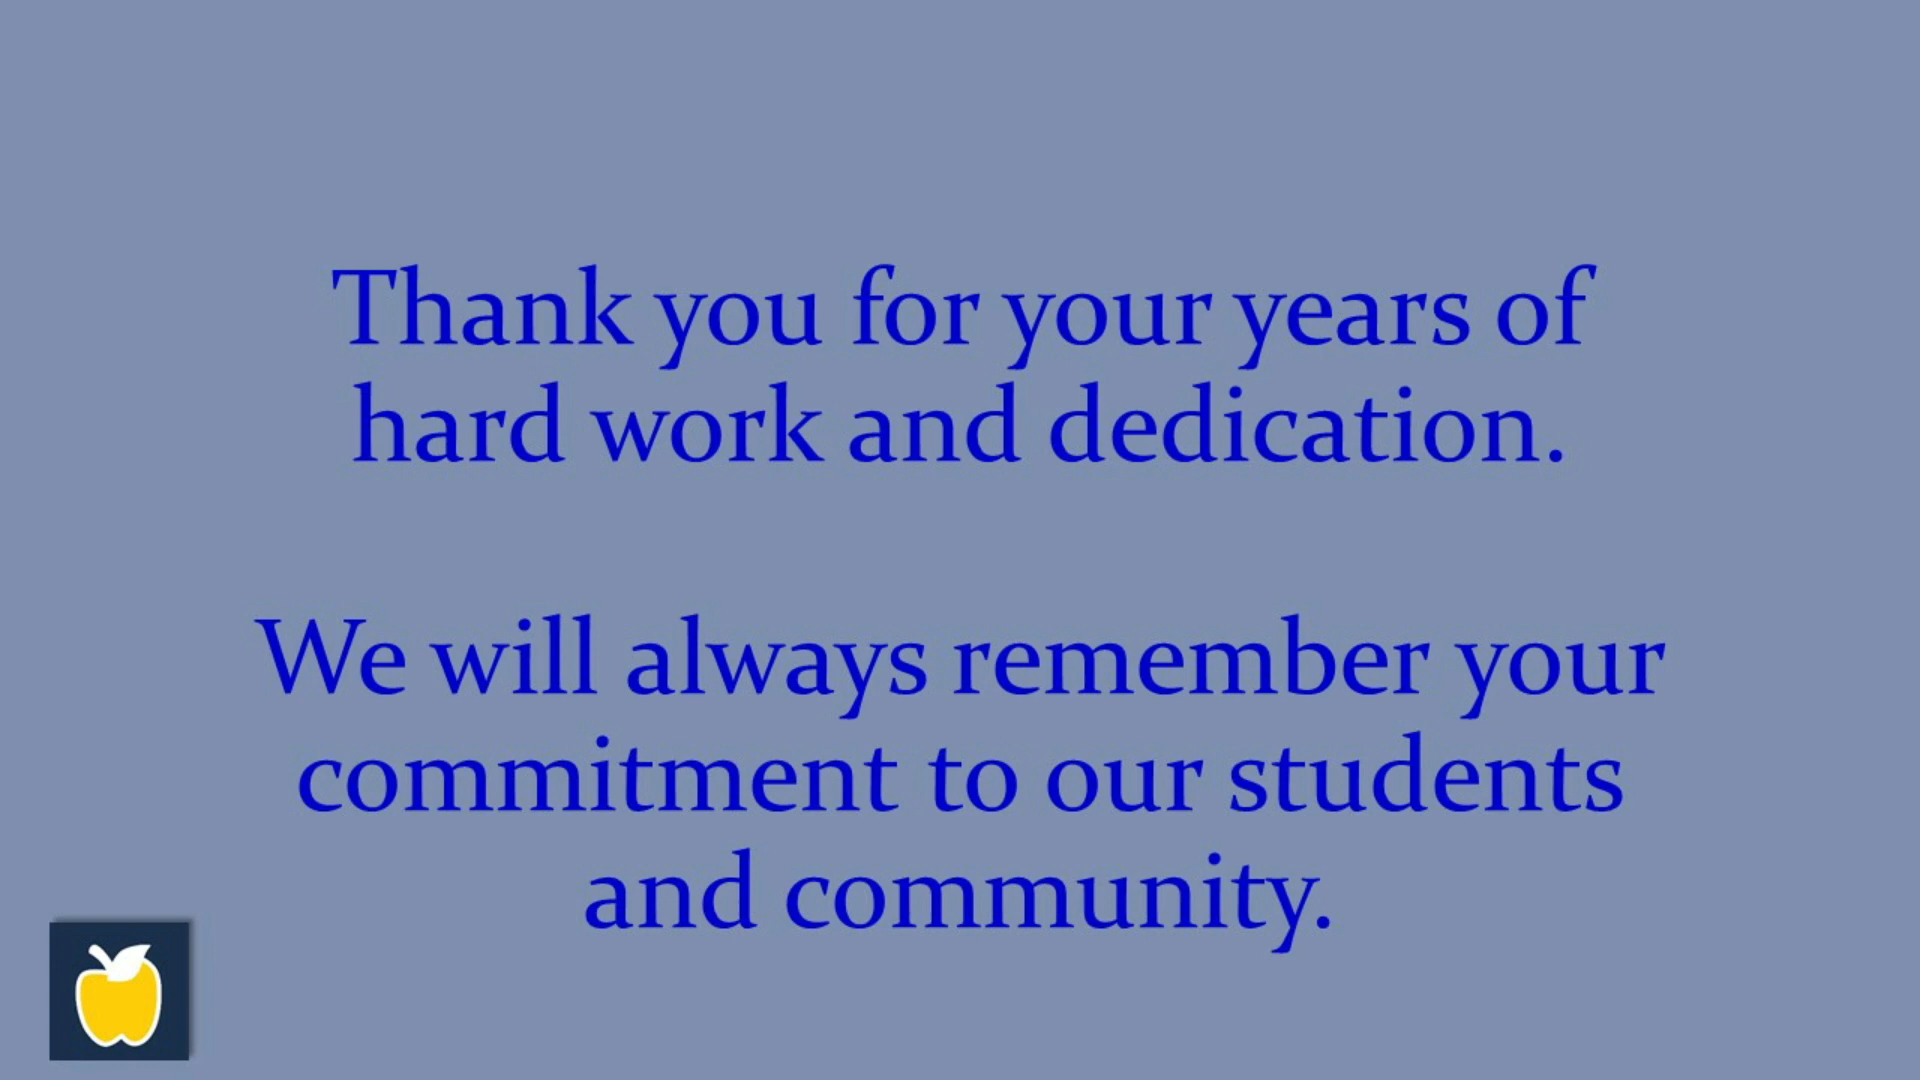 Thank you for your years of
hard work and dedication.
We will always remember your
commitment to our students
and community.